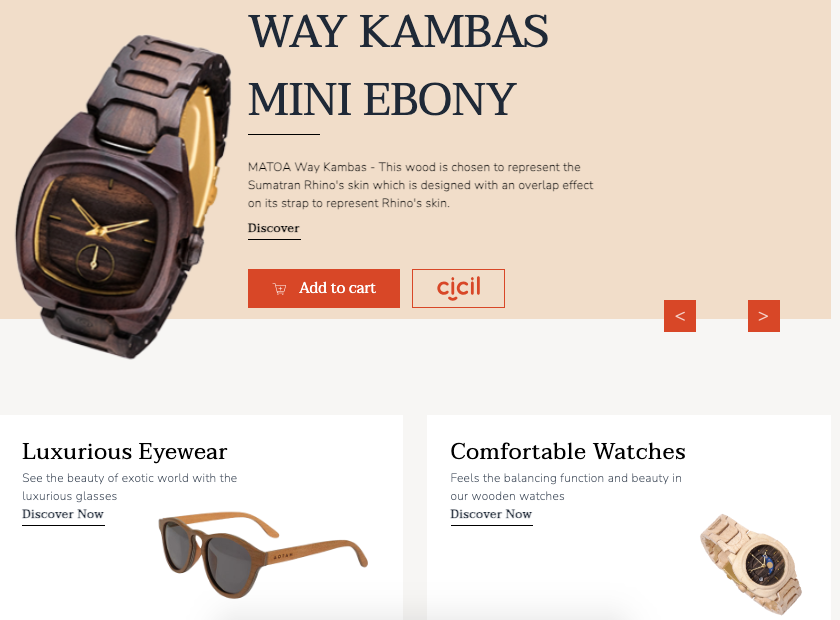 WAY KAMBAS
MINI EBONY
MATOA Way Kambas - This wood is chosen to represent the
Sumatran Rhino's skin which is designed with an overlap effect
on its strap to represent Rhino's skin.
Discover
Add to cart
cicil
<
>
Luxurious Eyewear
See the beauty of exotic world with the
luxurious glasses
Discover Now
Comfortable Watches
Feels the balancing function and beauty in
our wooden watches
Discover Now